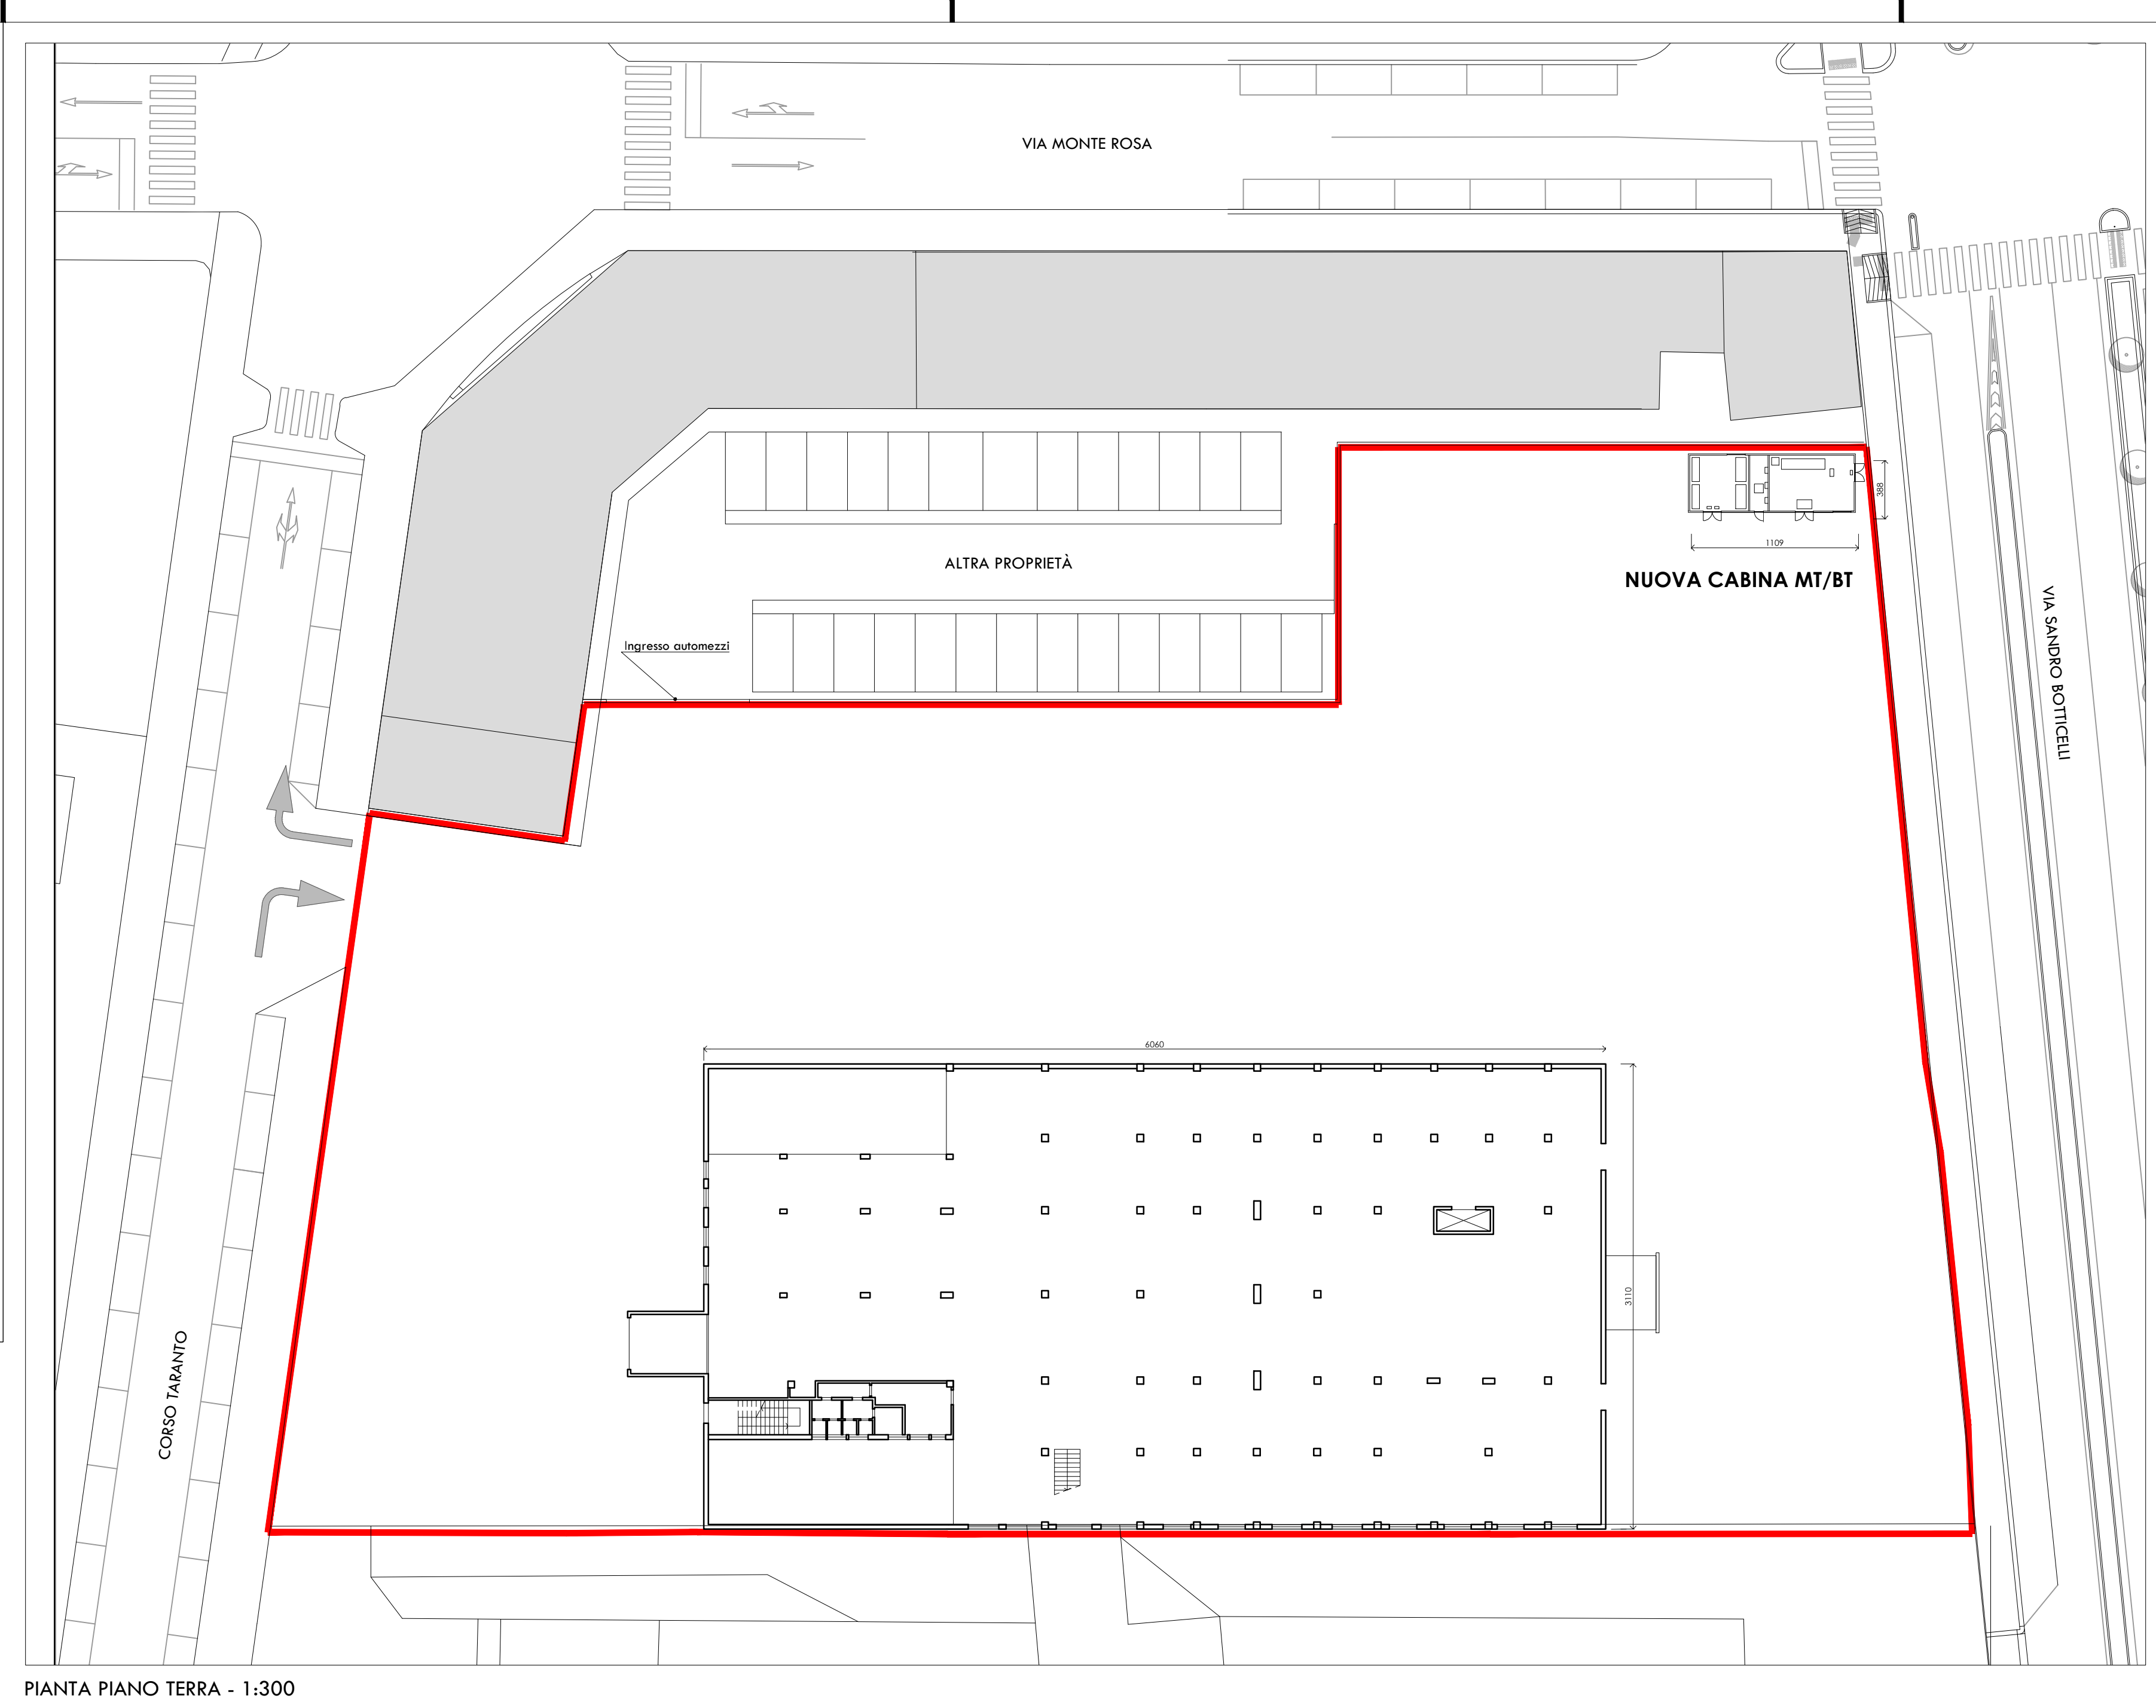 VIA MONTE ROSA
388
1109
ALTRA PROPRIETÀ
NUOVA CABINA MT/BT
VIA SANDRO BOTTICELLI
Ingresso automezzi
6060
3110
CORSO TARANTO
PIANTA PIANO TERRA - 1:300